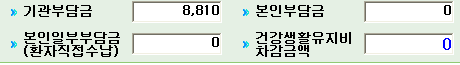 기관부담금 8,810 본인부담금 0
본인일부부담금 건강생활유지비
(환자직접수납) 0 차감금액 0